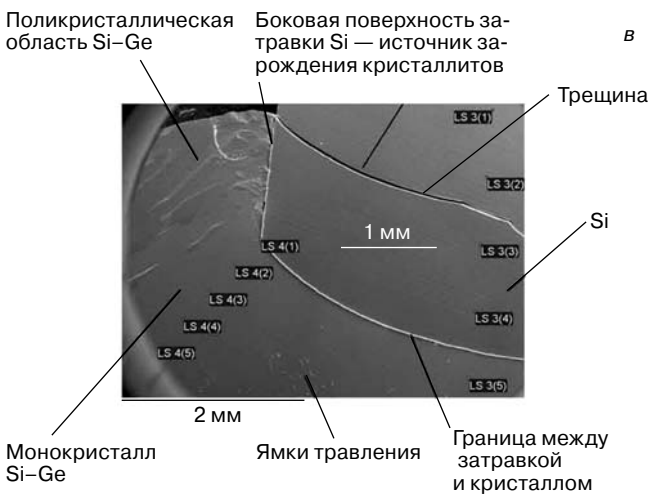 Поликристаллическая
область Si–Ge
Боковая поверхность за-
травки Si — источник за-
рождения кристаллитов
в
Трещина
LS 3(1)
LS 3(2)
1 мм
Si
LS 4(1)
LS 3(3)
LS 4(2)
LS 4(3)
LS 3(4)
LS 4(4)
LS 4(5)
LS 3(5)
2 мм
Монокристалл
Si–Ge
Ямки травления
Граница между
затравкой
и кристаллом